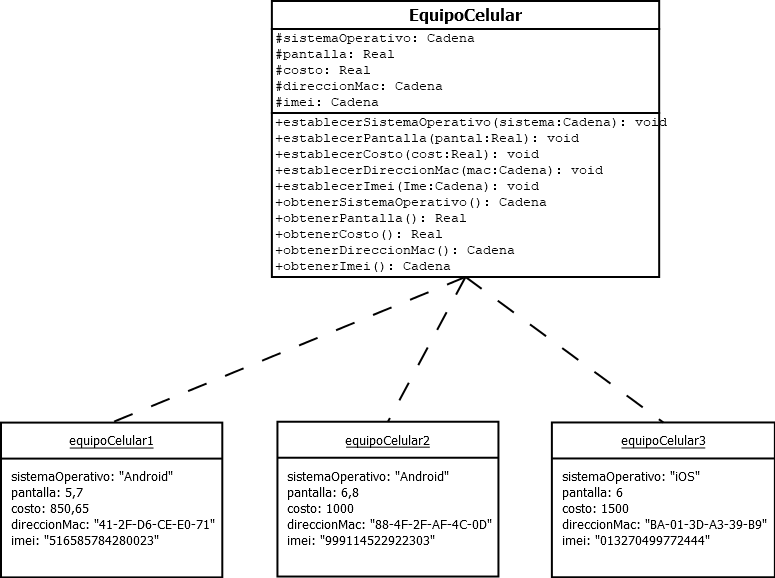 EquipoCelular
#sistemaOperativo: Cadena
#pantalla: Real
#costo: Real
#direccionMac: Cadena
#imei: Cadena
+establecerSistemaOperativo(sistema:Cadena): void
+establecerPantalla(pantal:Real): void
+establecerCosto(cost:Real): void
+establecerDireccionMac(mac:Cadena): void
+establecerImei(Ime:Cadena): void
+obtenerSistemaOperativo(): Cadena
+obtenerPantalla(): Real
+obtenerCosto(): Real
+obtenerDireccionMac(): Cadena
+obtenerImei(): Cadena
equipoCelular1
sistemaOperativo: "Android"
pantalla: 5,7
costo: 850,65
direccionMac: "41-2F-D6-CE-E0-71"
imei: "516585784280023"
equipoCelular2
sistemaOperativo: "Android"
pantalla: 6,8
costo: 1000
direccionMac: "88-4F-2F-AF-4C-0D"
imei: "999114522922303"
equipoCelular3
sistemaOperativo: "iOS"
pantalla: 6
costo: 1500
direccionMac: "BA-01-3D-A3-39-B9"
imei: "013270499772444"